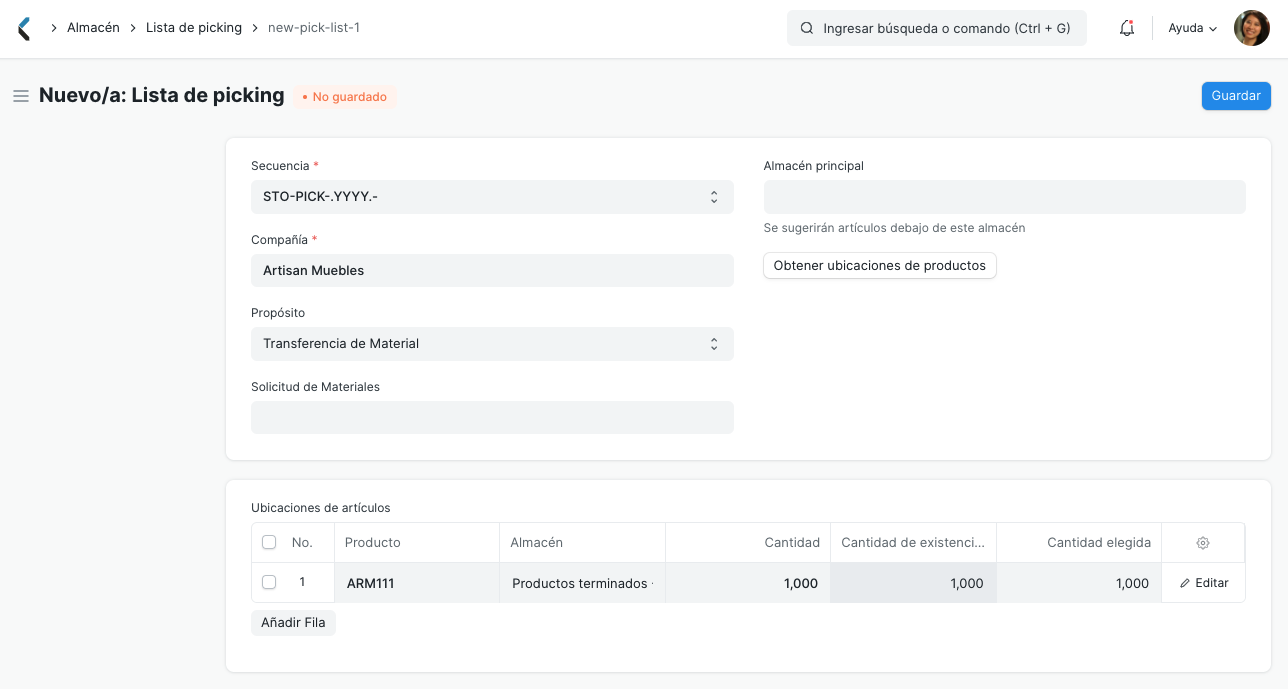 Almacén
Lista de picking
new-pick-list-1
Ingresar búsqueda o comando (Ctrl + G)
Ayuda
Nuevo/a: Lista de picking
No guardado
Guardar
Secuencia *
STO-PICK-.YYYY.-
Compañía *
Artisan Muebles
Propósito
Transferencia de Material
Solicitud de Materiales
Almacén principal
Se sugerirán artículos debajo de este almacén
Obtener ubicaciones de productos
Ubicaciones de artículos
No. Producto Almacén Cantidad Cantidad de existenci... Cantidad elegida
1 ARM111 Productos terminados 1,000 1,000 1,000 Editar
Añadir Fila